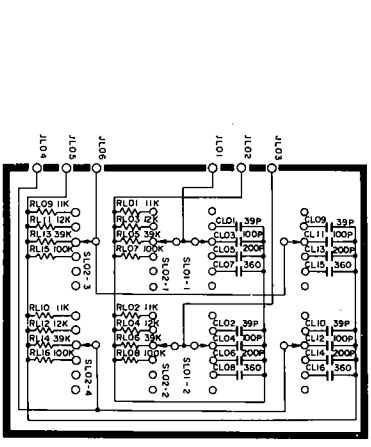 JL04 JL05 JL06 JL01 JL02 JL03
RL09 11K
RL11 12K
RL13 39K
RL15 100K
SL02-3
RL01 11K
RL03 12K
RL05 39K
RL07 100K
SL02-1
SL01-1
CL01 39P
CL03 100P
CL05 200P
CL07 360
CL09 39P
CL11 100P
CL13 200P
CL15 360
RL10 11K
RL12 12K
RL14 39K
RL16 100K
SL02-4
RL02 11K
RL04 12K
RL06 39K
RL08 100K
SL02-2
SL01-2
CL02 39P
CL04 100P
CL06 200P
CL08 360
CL10 39P
CL12 100P
CL14 200P
CL16 360